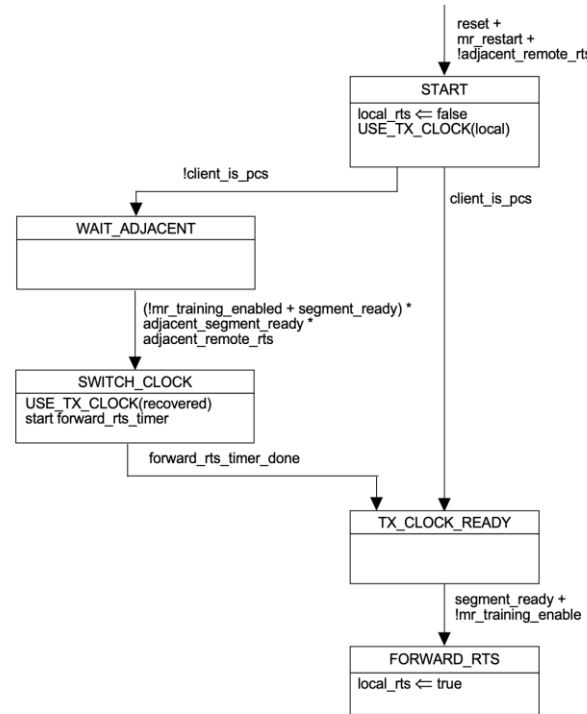 reset +
mr_restart +
!adjacent_remote_rts
START
local_rts ⇐ false
USE_TX_CLOCK(local)
!client_is_pcs
client_is_pcs
WAIT_ADJACENT
(!mr_training_enabled + segment_ready) *
adjacent_segment_ready *
adjacent_remote_rts
SWITCH_CLOCK
USE_TX_CLOCK(recovered)
start forward_rts_timer
forward_rts_timer_done
TX_CLOCK_READY
segment_ready +
!mr_training_enable
FORWARD_RTS
local_rts ⇐ true